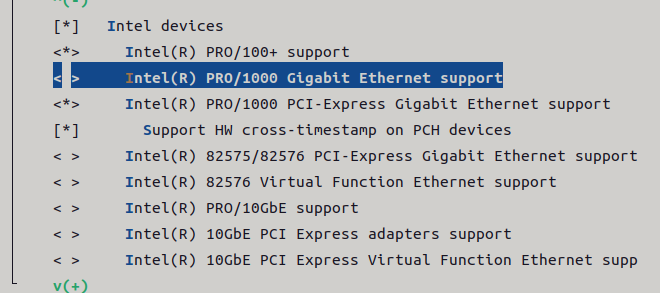 ^(-)
[*] Intel devices
<*> Intel(R) PRO/100+ support
< > Intel(R) PRO/1000 Gigabit Ethernet support
<*> Intel(R) PRO/1000 PCI-Express Gigabit Ethernet support
[*] Support HW cross-timestamp on PCH devices
< > Intel(R) 82575/82576 PCI-Express Gigabit Ethernet support
< > Intel(R) 82576 Virtual Function Ethernet support
< > Intel(R) PRO/10GbE support
< > Intel(R) 10GbE PCI Express adapters support
< > Intel(R) 10GbE PCI Express Virtual Function Ethernet supp
v(+)